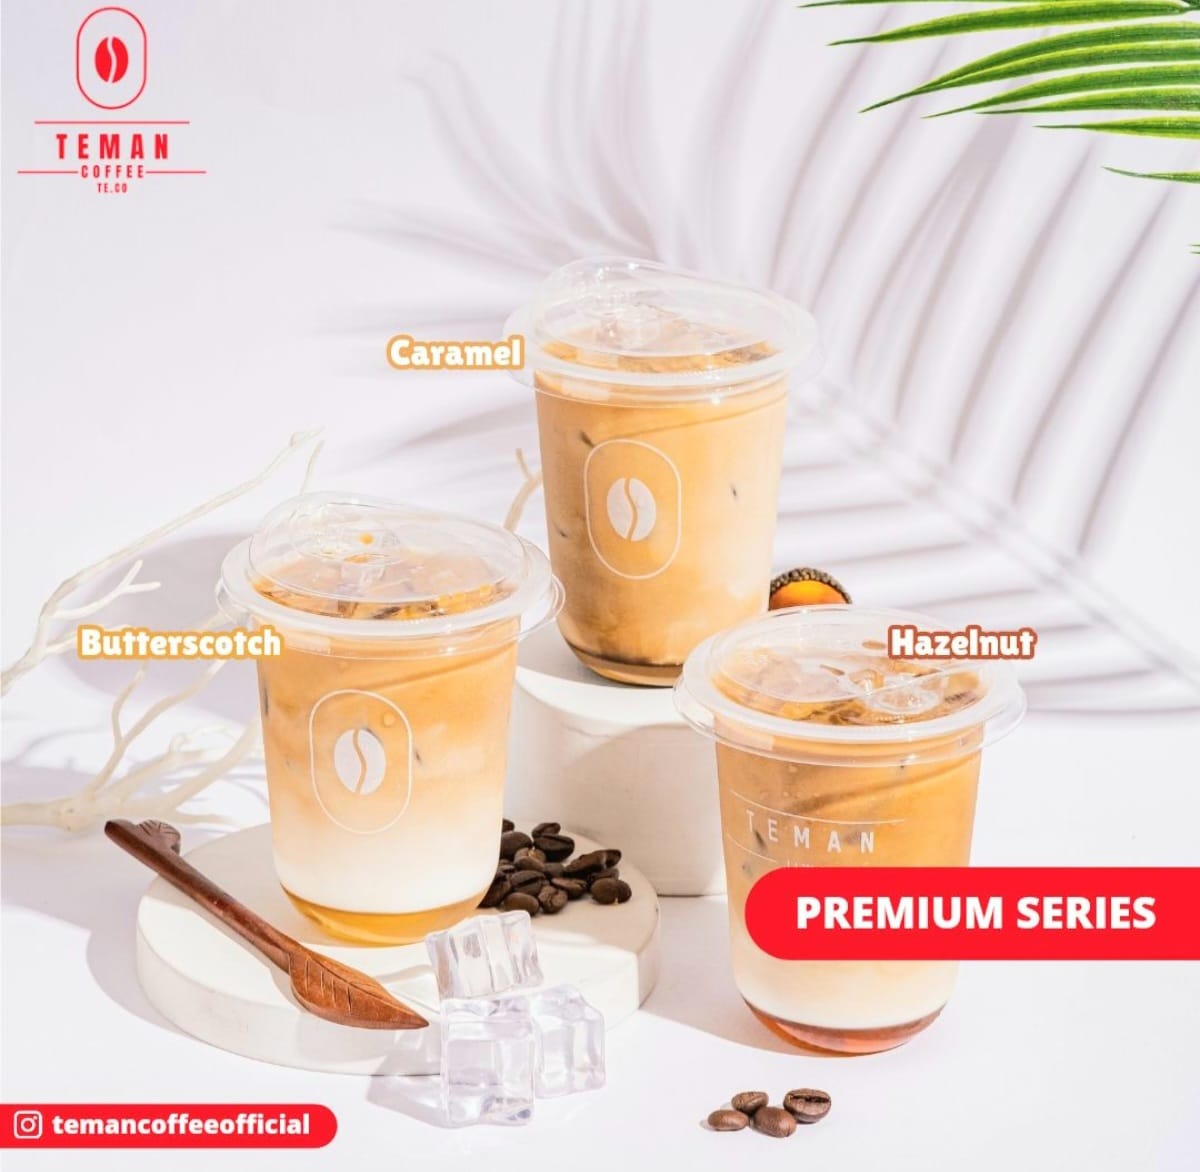 TEMAN
COFFEE
TE.CO
Caramel
Butterscotch
Hazelnut
TEMAN
PREMIUM SERIES
temancoffeeofficial